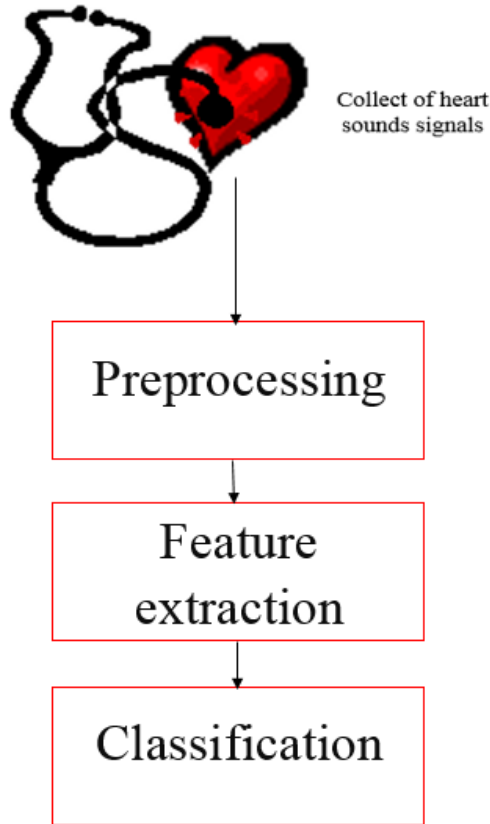 Collect of heart
sounds signals
Preprocessing
Feature
extraction
Classification